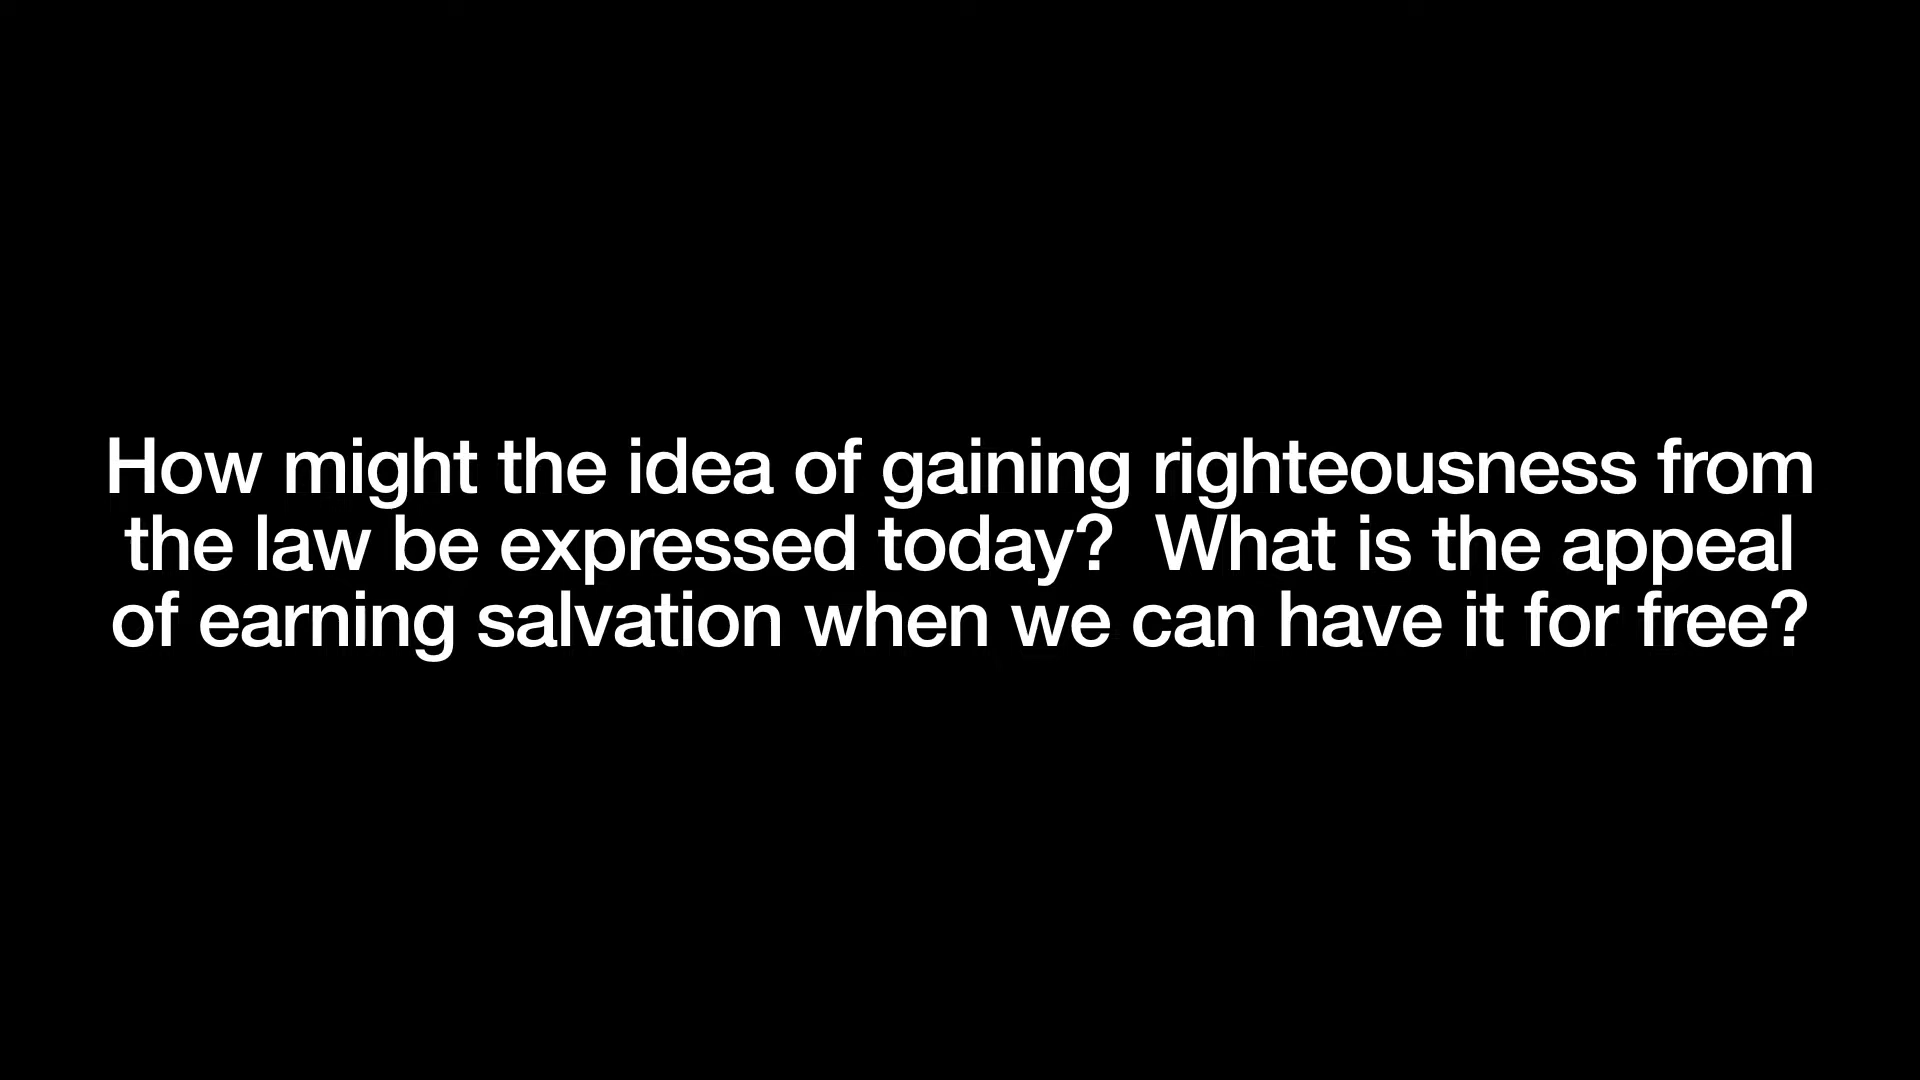 How might the idea of gaining righteousness from
the law be expressed today?  What is the appeal
of earning salvation when we can have it for free?